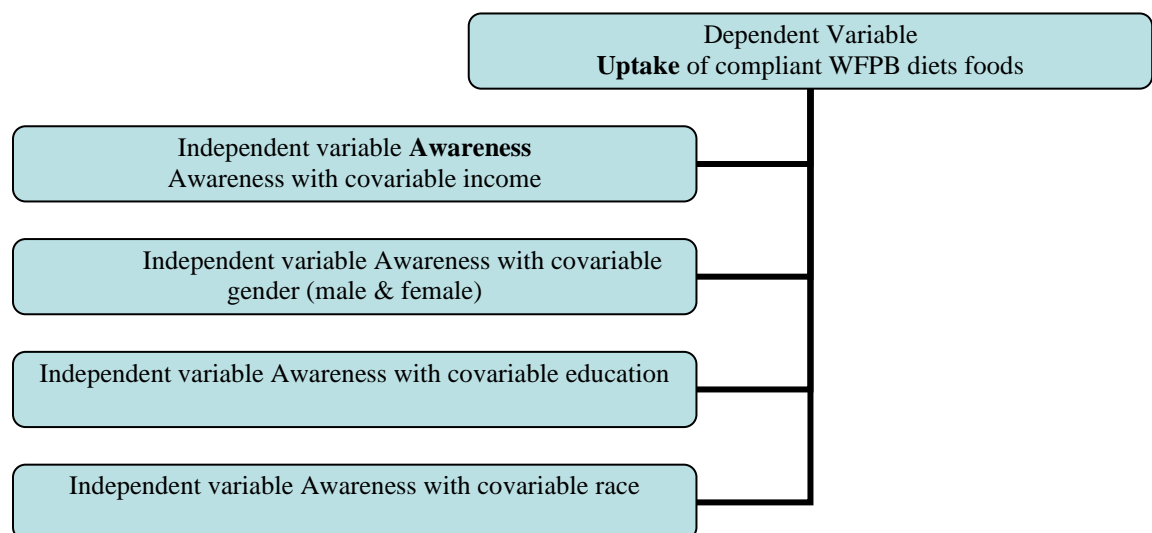 Dependent Variable
Uptake of compliant WFPB diets foods
Independent variable Awareness
Awareness with covariable income
Independent variable Awareness with covariable
gender (male & female)
Independent variable Awareness with covariable education
Independent variable Awareness with covariable race